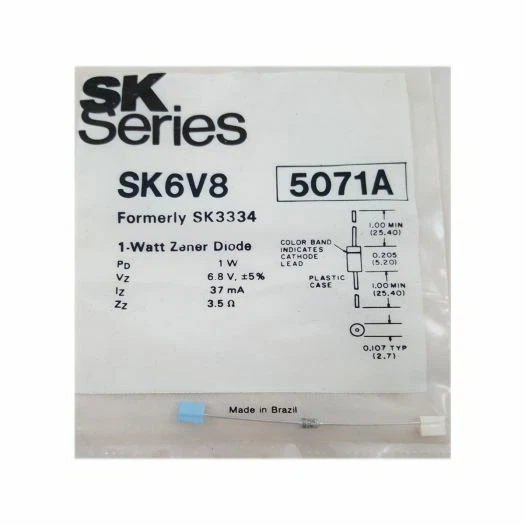 SK
Series
SK6V8
5071A
Formerly SK3334
1-Watt Zener Diode
PD 1 W
VZ 6.8 V, ±5%
IZ 37 mA
ZZ 3.5 Ω
COLOR BAND
INDICATES
CATHODE
LEAD
PLASTIC
CASE
1.00 MIN
(25.40)
0.205
(5.20)
1.00 MIN
(25.40)
0.107 TYP
(2.7)
Made in Brazil